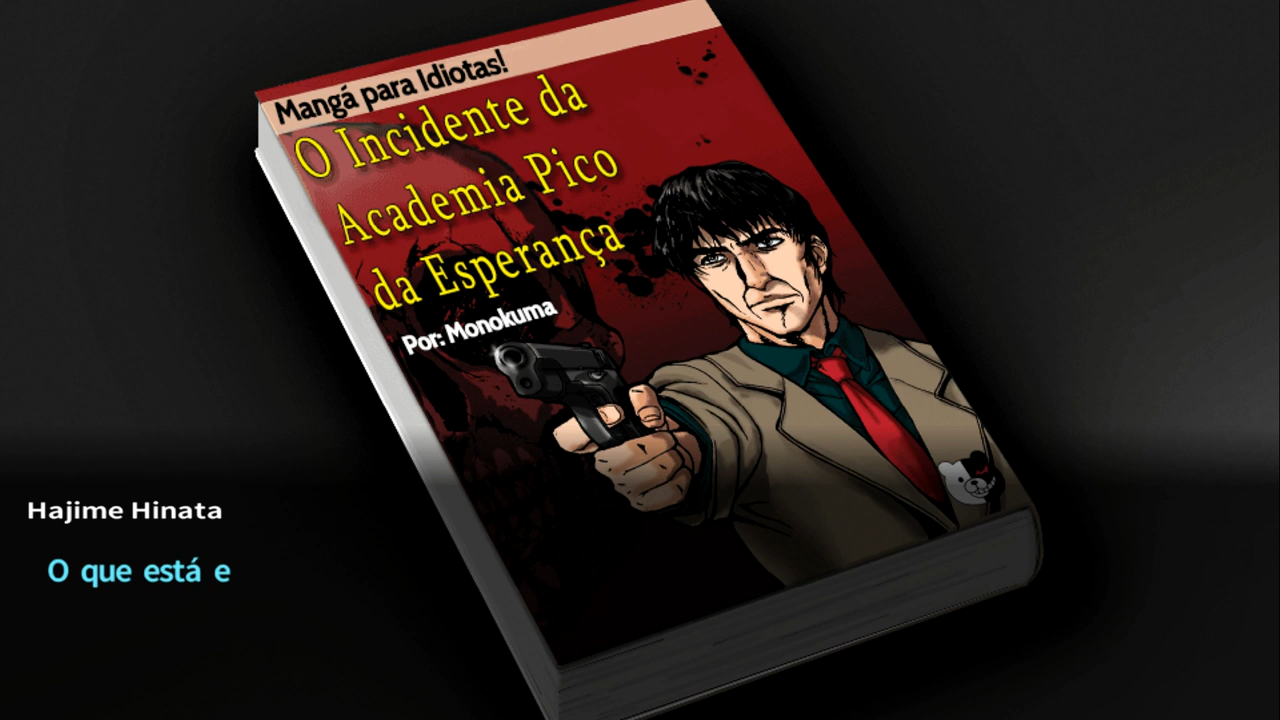 Mangá para Idiotas!
O Incidente da
Academia Pico
da Esperança
Por: Monokuma
Hajime Hinata
O que está e